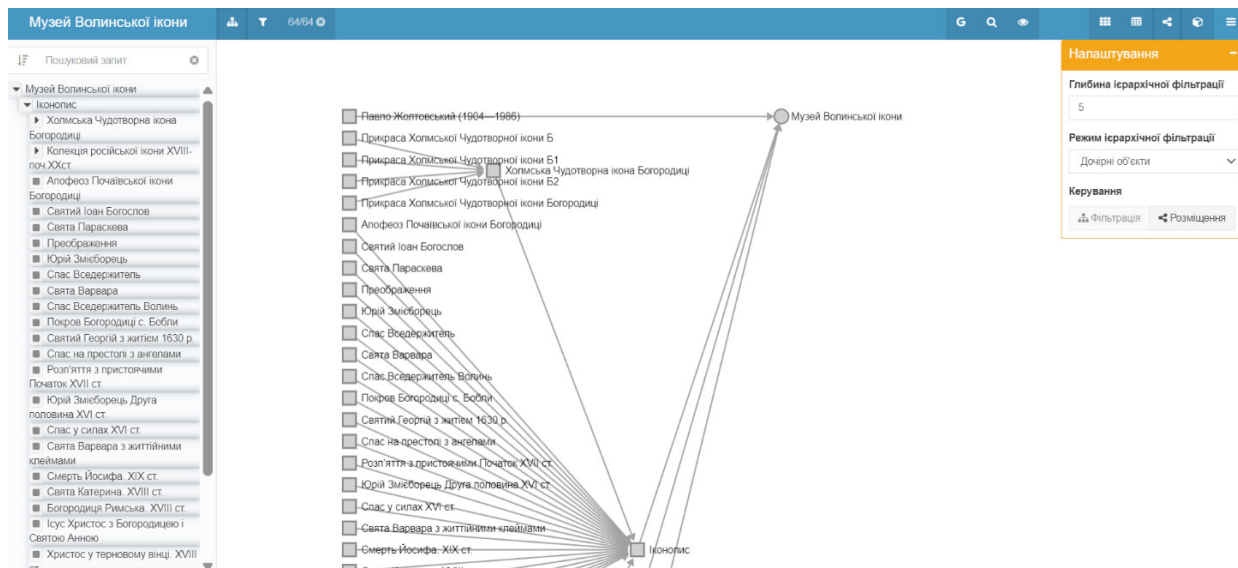 Музей Волинської ікони
64/64
G
Пошуковий запит
Музей Волинської ікони
Іконопис
Холмська Чудотворна ікона
Богородиці
Колекція російської ікони XVIII-
поч.XXст.
Апофеоз Почаївської ікони
Богородиці
Святий Іоан Богослов
Свята Параскева
Преображення
Юрій Змієборець
Спас Вседержитель
Свята Варвара
Спас Вседержитель Волинь
Покров Богородиці с. Бобли
Святий Георгій з житієм 1630 р.
Спас на престолі з ангелами
Розп'яття з пристоячими
Початок XVII ст.
Юрій Змієборець Друга
половина XVI ст.
Спас у силах XVI ст.
Свята Варвара з життійними
клеймами
Смерть Йосифа. XIX ст.
Свята Катерина. XVIII ст.
Богородиця Римська. XVIII ст.
Ісус Христос з Богородицею і
Святою Анною
Христос у терновому вінці. XVIII
Павло Жолтовський (1904—1986)
Музей Волинської ікони
Прикраса Холмської Чудотворної ікони Б
Прикраса Холмської Чудотворної ікони Б1
Холмська Чудотворна ікона Богородиці
Прикраса Холмської Чудотворної ікони Б2
Прикраса Холмської Чудотворної ікони Богородиці
Апофеоз Почаївської ікони Богородиці
Святий Іоан Богослов
Свята Параскева
Преображення
Юрій Змієборець
Спас Вседержитель
Свята Варвара
Спас Вседержитель Волинь
Покров Богородиці с. Бобли
Святий Георгій з житієм 1630 р.
Спас на престолі з ангелами
Розп'яття з пристоячими Початок XVII ст.
Юрій Змієборець Друга половина XVI ст.
Спас у силах XVI ст.
Свята Варвара з життійними клеймами
Смерть Йосифа. XIX ст.
Іконопис
Налаштування
Глибина ієрархічної фільтрації
5
Режим ієрархічної фільтрації
Дочірні об'єкти
Керування
Фільтрація
Розміщення